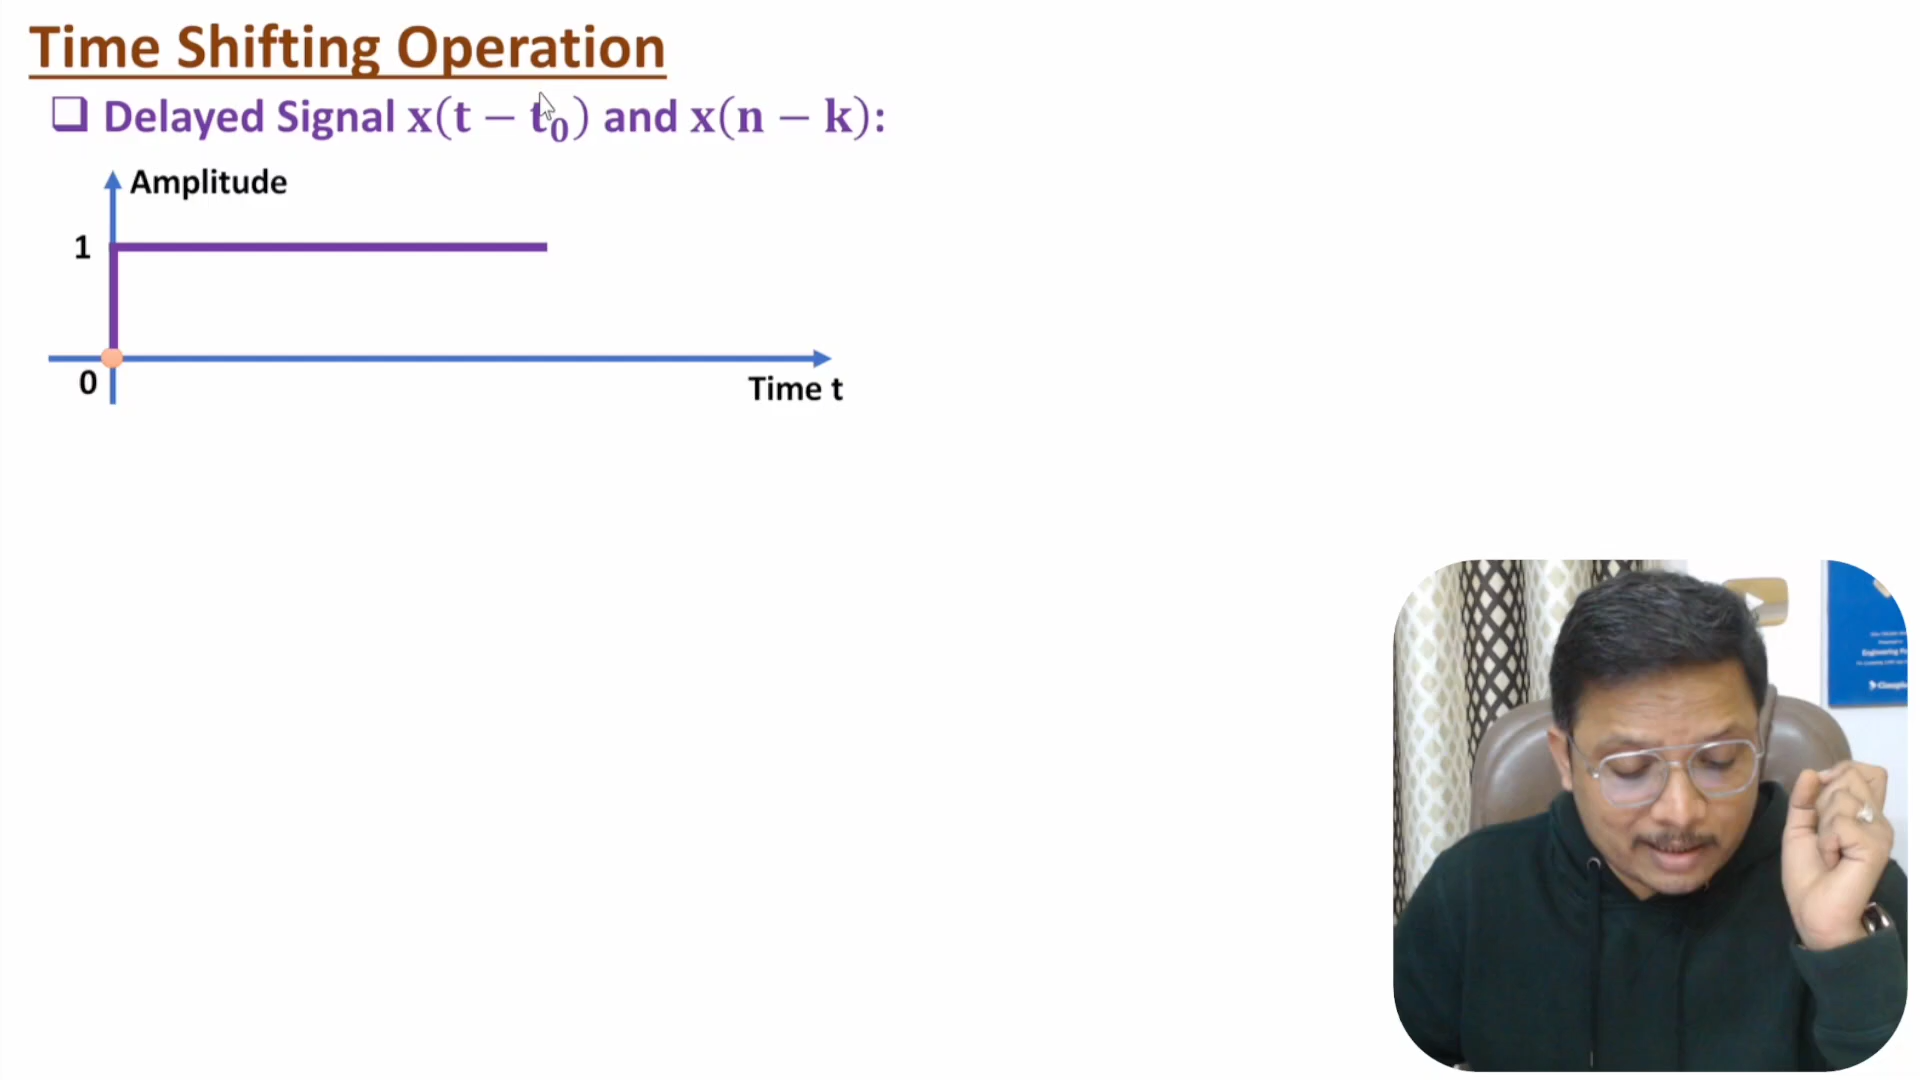 Time Shifting Operation
❑ Delayed Signal x(t − t₀) and x(n − k):
Amplitude
1
0
Time t